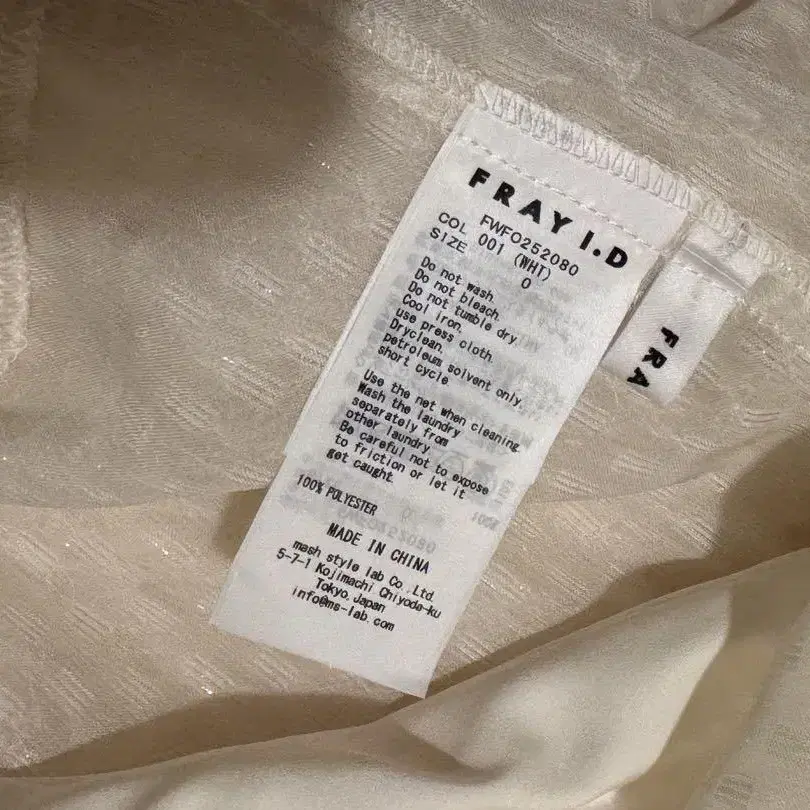 FRAY I.D
FWFO252080
COL 001 (WHT)
SIZE 0
Do not wash.
Do not bleach.
Do not tumble dry.
Cool iron.
use press cloth.
Dryclean.
petroleum solvent only.
short cycle
Use the net when cleaning.
Wash the laundry
separately from
other laundry.
Be careful not to expose
to friction or let it
get caught.
100% POLYESTER
MADE IN CHINA
mash style lab Co.,Ltd.
5-7-1 Kojimachi Chiyoda-ku
Tokyo,Japan
info@ms-lab.com
FRA